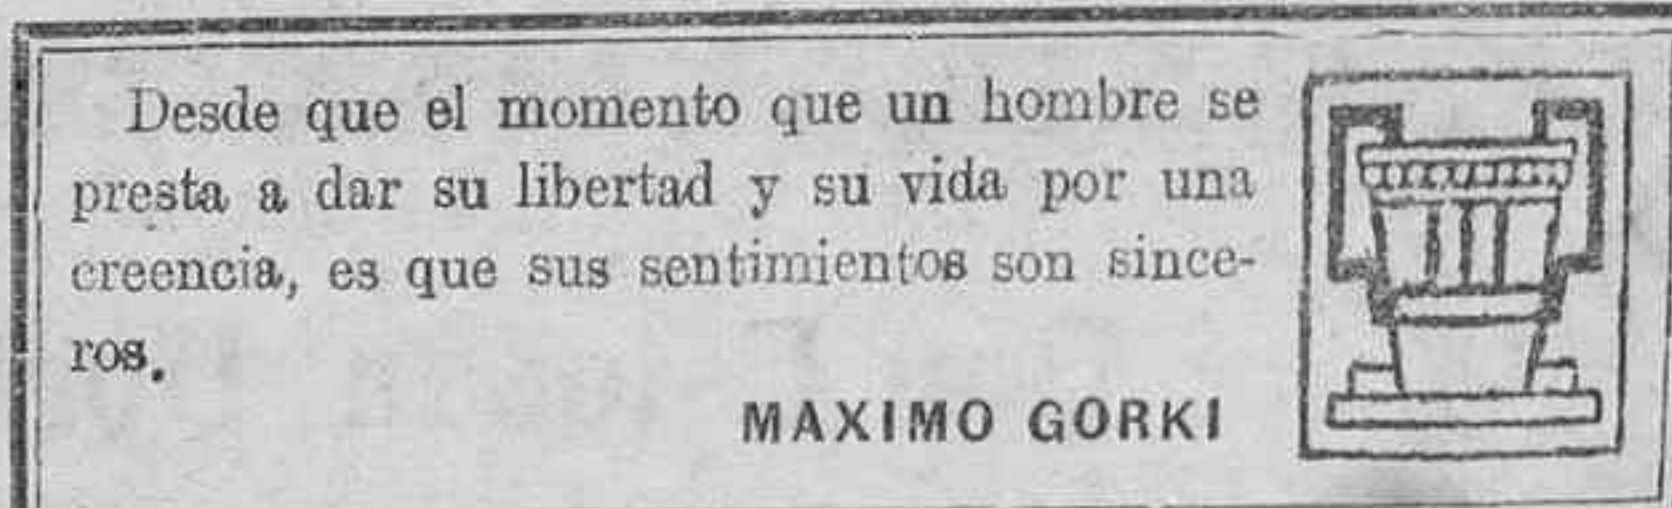 Desde que el momento que un hombre se
presta a dar su libertad y su vida por una
creencia, es que sus sentimientos son since-
ros.
MAXIMO GORKI